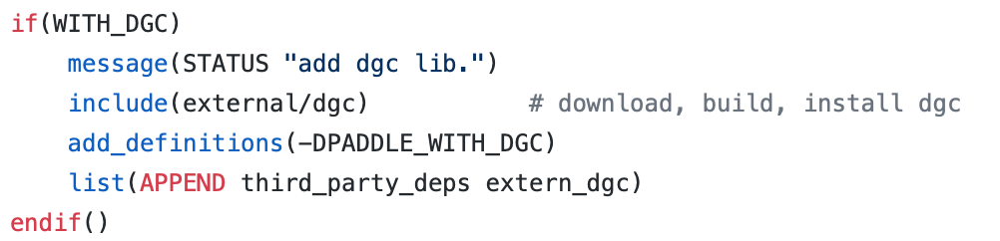 if(WITH_DGC)
    message(STATUS "add dgc lib.")
    include(external/dgc)           # download, build, install dgc
    add_definitions(-DPADDLE_WITH_DGC)
    list(APPEND third_party_deps extern_dgc)
endif()